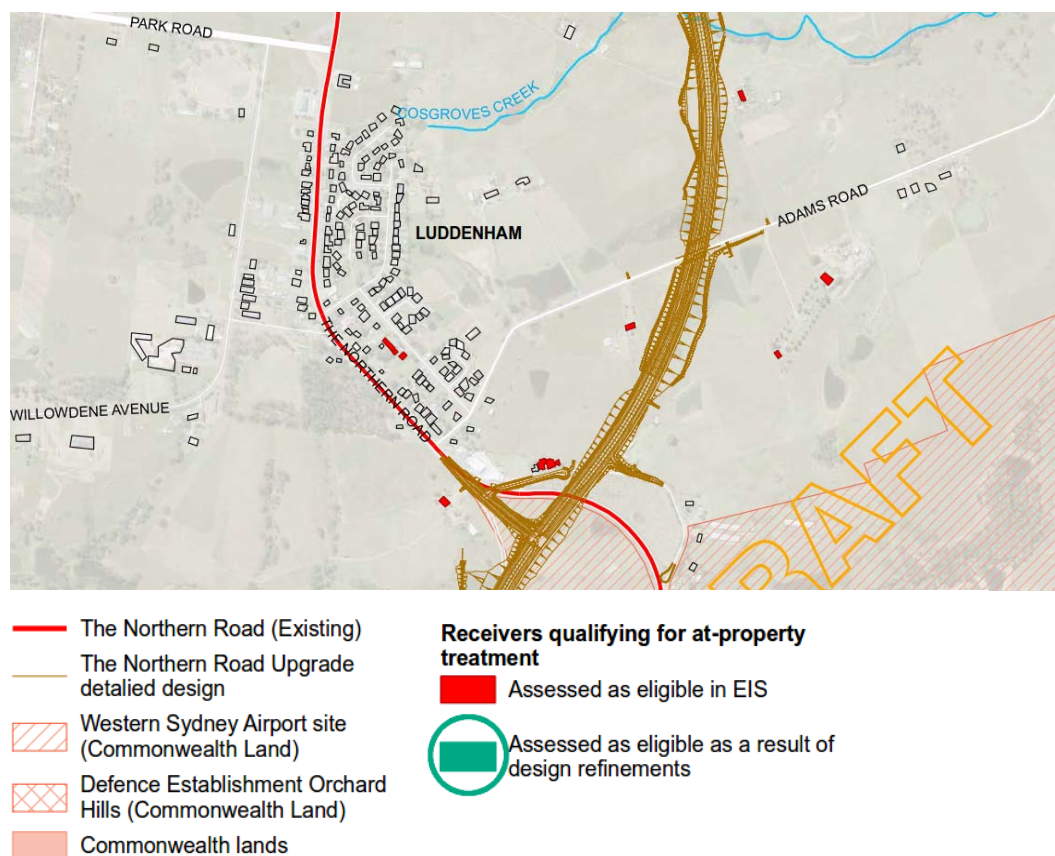 PARK ROAD
COSGROVES CREEK
LUDDENHAM
ADAMS ROAD
THE NORTHERN ROAD
WILLOWDENE AVENUE
RAFT
The Northern Road (Existing)
The Northern Road Upgrade
detalied design
Western Sydney Airport site
(Commonwealth Land)
Defence Establishment Orchard
Hills (Commonwealth Land)
Commonwealth lands
Receivers qualifying for at-property
treatment
Assessed as eligible in EIS
Assessed as eligible as a result of
design refinements